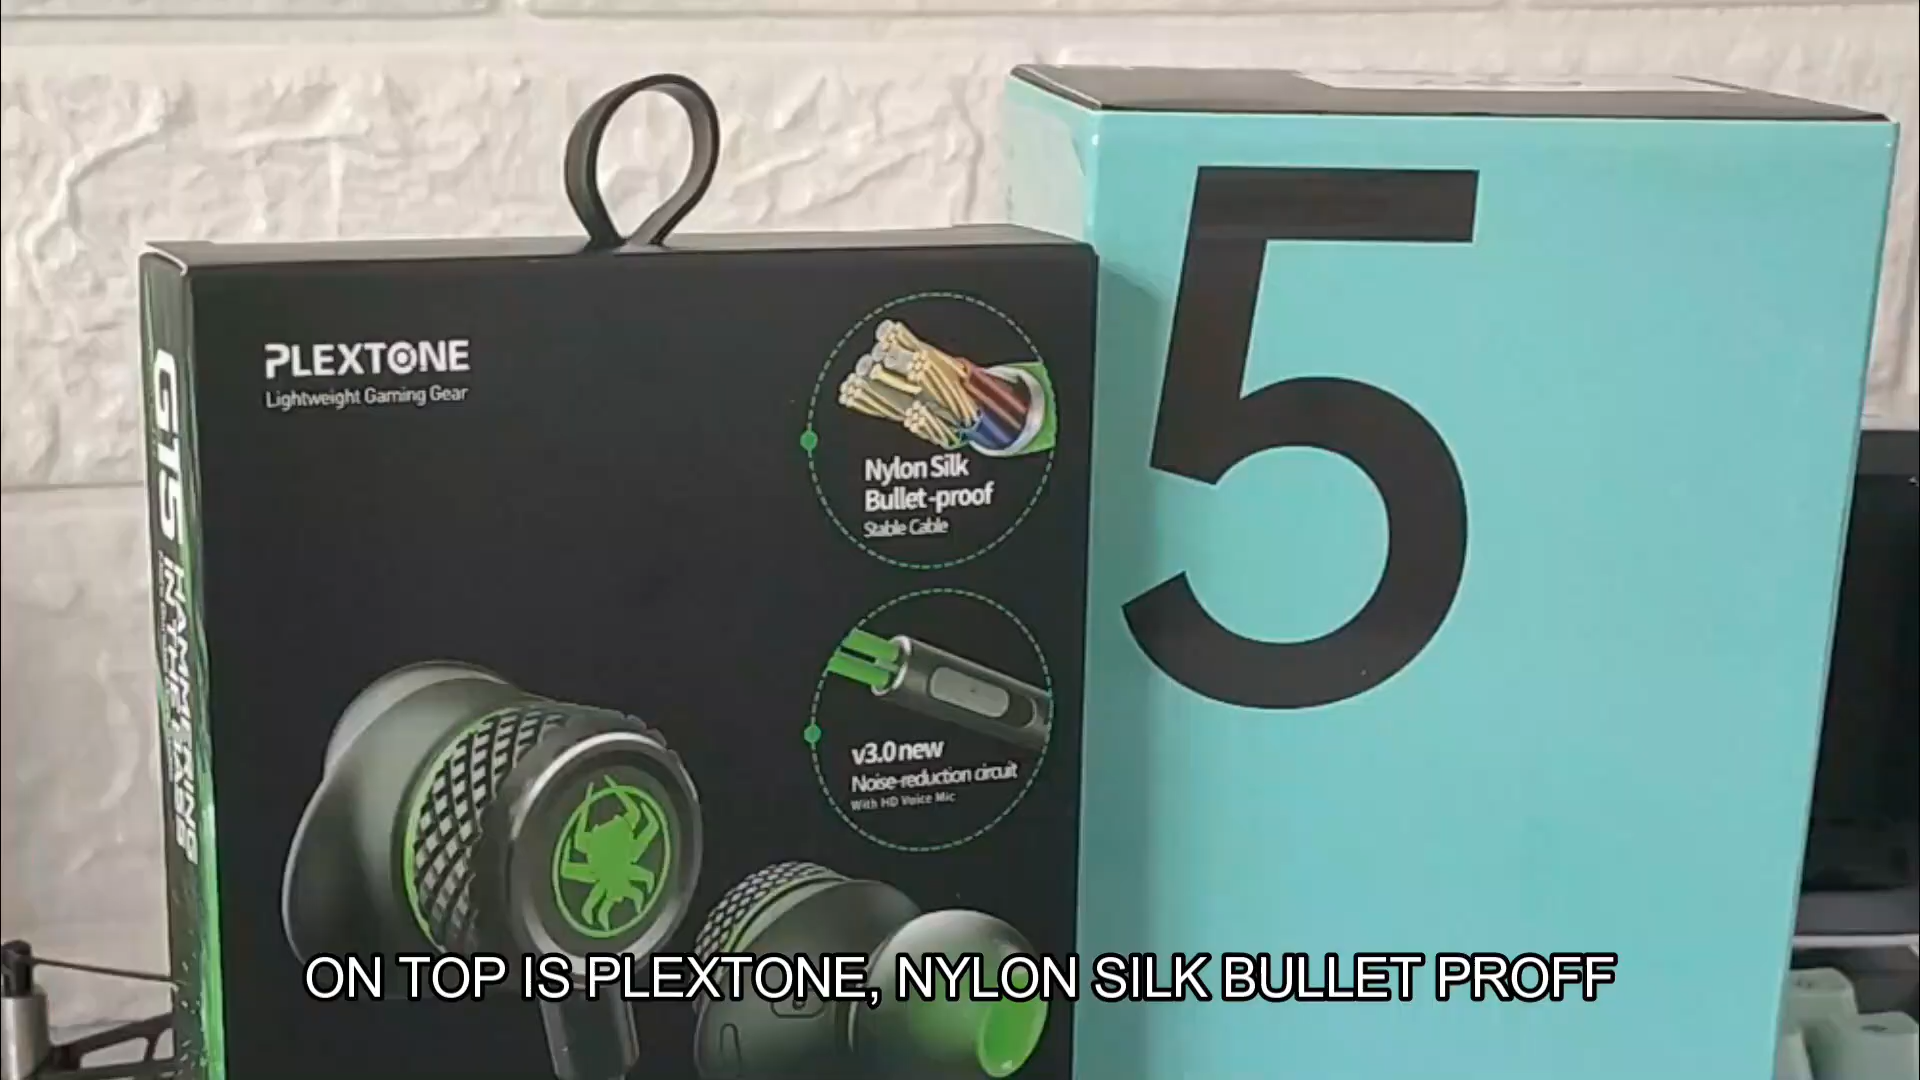 PLEXTONE
Lightweight Gaming Gear
Nylon Silk
Bullet-proof
Stable Cable
v3.0 new
Noise-reduction circuit
With HD Voice Mic
G15
5
ON TOP IS PLEXTONE, NYLON SILK BULLET PROFF